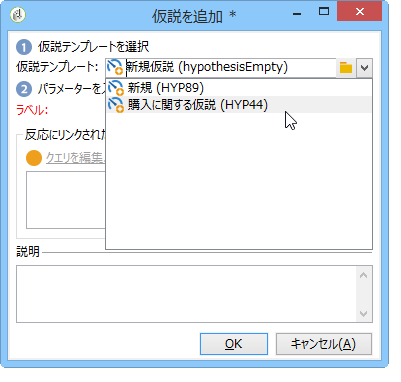 仮説を追加 *
1 仮説テンプレートを選択
仮説テンプレート: 新規仮説 (hypothesisEmpty)
2 パラメーターを入
新規 (HYP89)
ラベル:
購入に関する仮説 (HYP44)
反応にリンクされた
クエリを編集...
説明
OK
キャンセル(A)